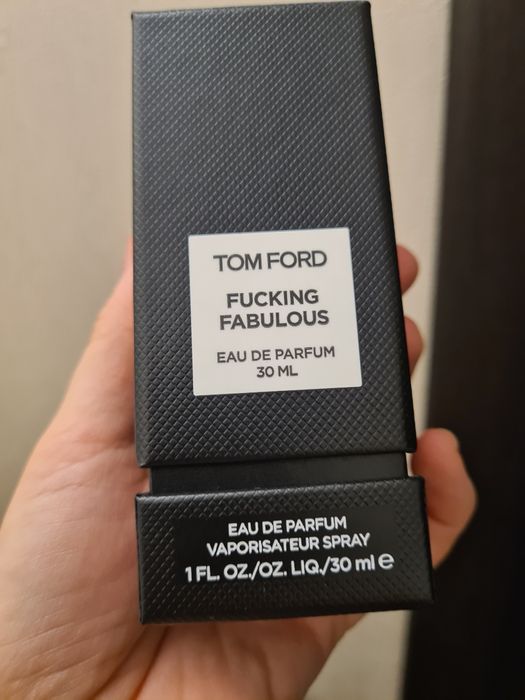 TOM FORD
FUCKING
FABULOUS
EAU DE PARFUM
30 ML
EAU DE PARFUM
VAPORISATEUR SPRAY
1 FL. OZ./OZ. LIQ./30 ml e